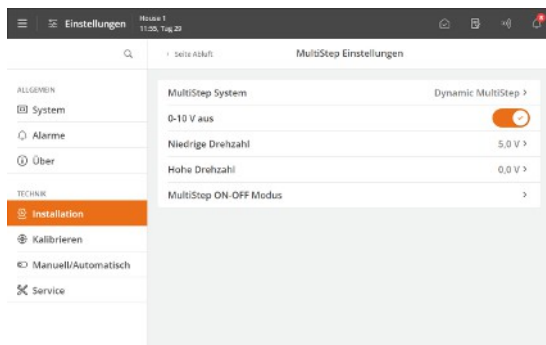 Einstellungen
House 1
11:55, Tag 29
Seite Abluft
MultiStep Einstellungen
ALLGEMEIN
System
Alarme
Über
TECHNIK
Installation
Kalibrieren
Manuell/Automatisch
Service
MultiStep System
Dynamic MultiStep
0-10 V aus
Niedrige Drehzahl
5,0 V
Hohe Drehzahl
0,0 V
MultiStep ON-OFF Modus